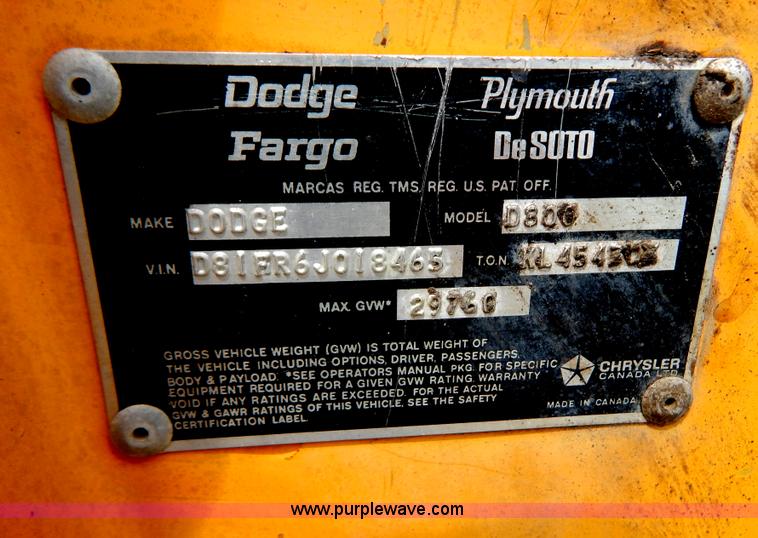 Dodge Plymouth
Fargo DeSOTO
MARCAS REG. TMS, REG. U.S. PAT. OFF.
MAKE DODGE MODEL D800
V.I.N. D81FR6J018465 T.O.N.
MAX. GVW* 29760
GROSS VEHICLE WEIGHT (GVW) IS TOTAL WEIGHT OF
THE VEHICLE INCLUDING OPTIONS, DRIVER, PASSENGERS
BODY & PAYLOAD. *SEE OPERATORS MANUAL PKG. FOR SPECIFIC
EQUIPMENT REQUIRED FOR A GIVEN GVW RATING. WARRANTY
VOID IF ANY RATINGS ARE EXCEEDED. FOR THE ACTUAL
GVW & GAWR RATINGS OF THIS VEHICLE, SEE THE SAFETY
CERTIFICATION LABEL.
CHRYSLER
CANADA LTD.
MADE IN CANADA
www.purplewave.com